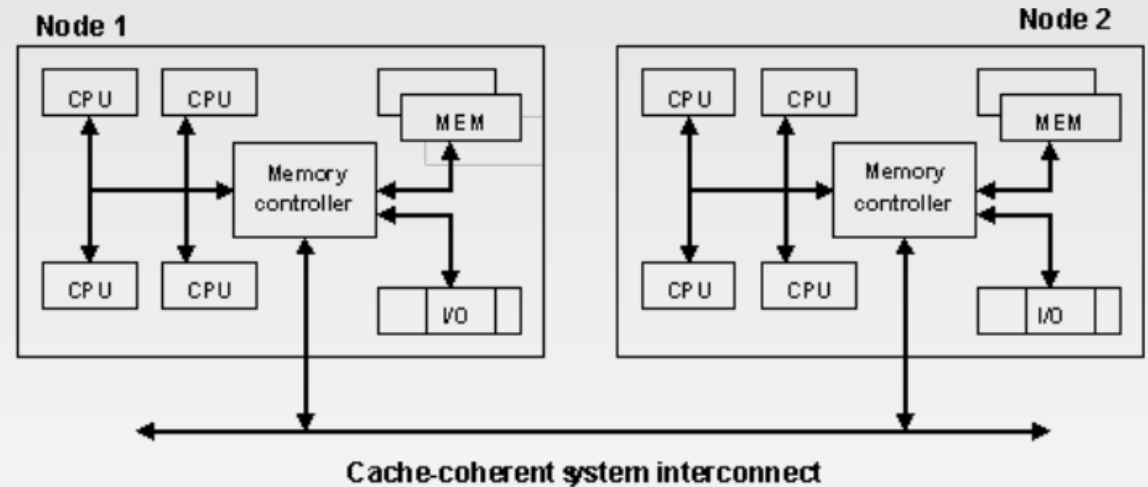 Node 1
Node 2
CPU CPU
MEM
Memory
controller
CPU CPU
I/O
CPU CPU
MEM
Memory
controller
CPU CPU
I/O
Cache-coherent system interconnect